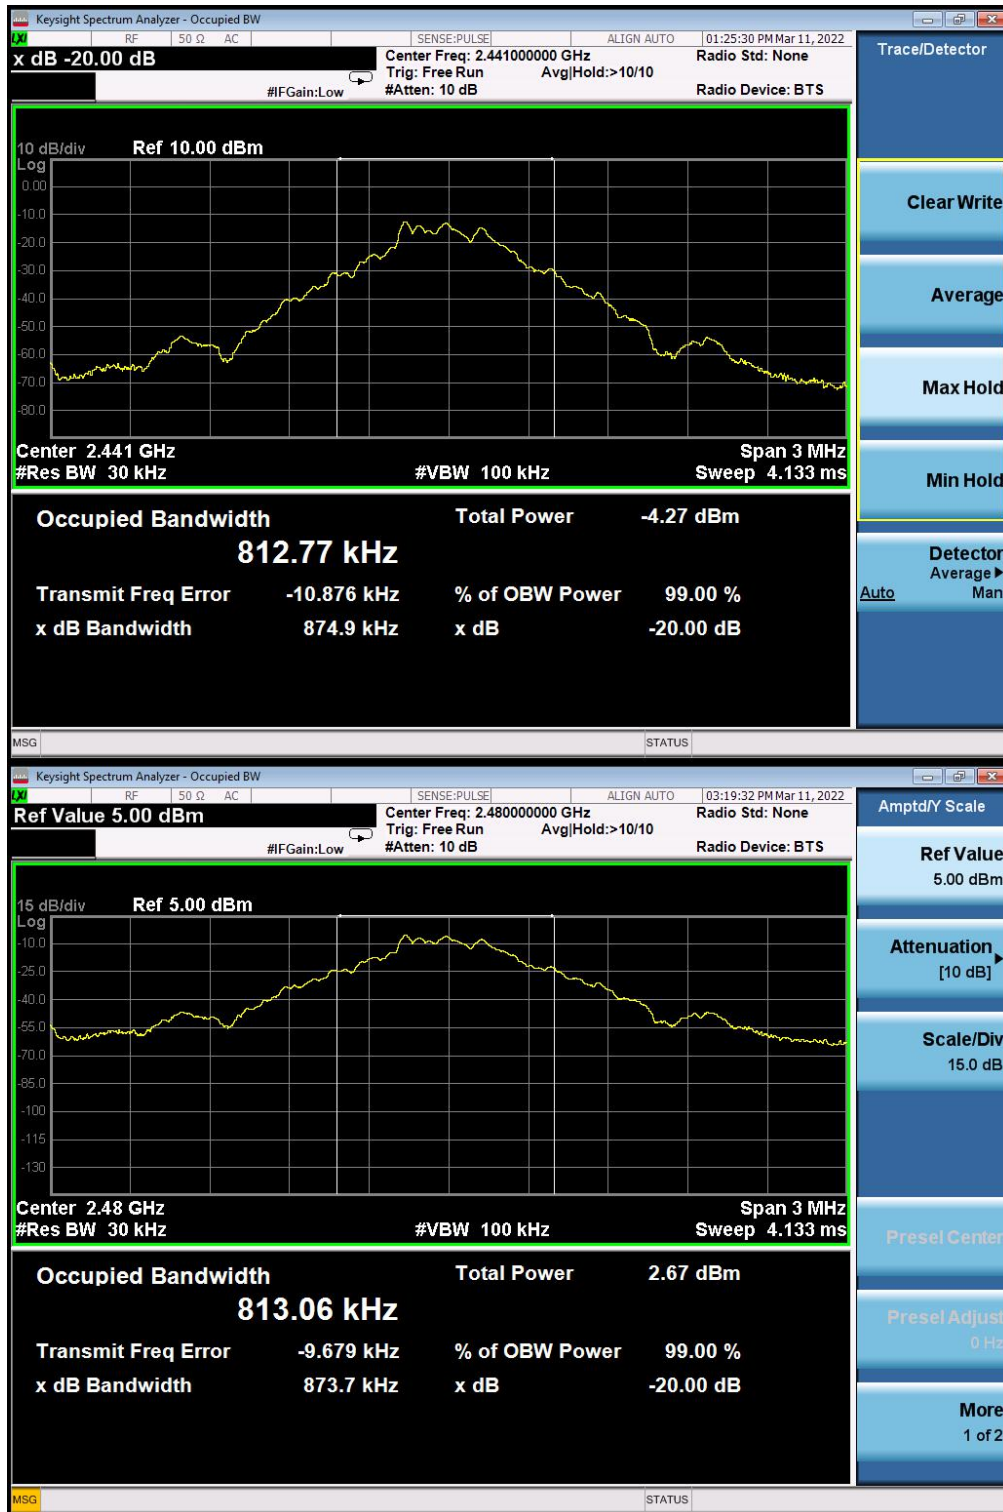 Keysight Spectrum Analyzer - Occupied BW
LXI RF 50 Ω AC SENSE:PULSE ALIGN AUTO 01:25:30 PM Mar 11, 2022
x dB -20.00 dB
Center Freq: 2.441000000 GHz Radio Std: None
Trig: Free Run Avg|Hold:>10/10
#IFGain:Low #Atten: 10 dB Radio Device: BTS
Trace/Detector
10 dB/div Ref 10.00 dBm
Log
0.00
-10.0
-20.0
-30.0
-40.0
-50.0
-60.0
-70.0
-80.0
Center 2.441 GHz Span 3 MHz
#Res BW 30 kHz #VBW 100 kHz Sweep 4.133 ms
Clear Write
Average
Max Hold
Min Hold
Detector
Average
Auto Man
Occupied Bandwidth Total Power -4.27 dBm
812.77 kHz
Transmit Freq Error -10.876 kHz % of OBW Power 99.00 %
x dB Bandwidth 874.9 kHz x dB -20.00 dB
MSG STATUS
Keysight Spectrum Analyzer - Occupied BW
LXI RF 50 Ω AC SENSE:PULSE ALIGN AUTO 03:19:32 PM Mar 11, 2022
Ref Value 5.00 dBm
Center Freq: 2.480000000 GHz Radio Std: None
Trig: Free Run Avg|Hold:>10/10
#IFGain:Low #Atten: 10 dB Radio Device: BTS
Amptd/Y Scale
15 dB/div Ref 5.00 dBm
Log
-10.0
-25.0
-40.0
-55.0
-70.0
-85.0
-100
-115
-130
Center 2.48 GHz Span 3 MHz
#Res BW 30 kHz #VBW 100 kHz Sweep 4.133 ms
Ref Value
5.00 dBm
Attenuation
[10 dB]
Scale/Div
15.0 dB
Presel Center
Presel Adjust
0 Hz
More
1 of 2
Occupied Bandwidth Total Power 2.67 dBm
813.06 kHz
Transmit Freq Error -9.679 kHz % of OBW Power 99.00 %
x dB Bandwidth 873.7 kHz x dB -20.00 dB
MSG STATUS